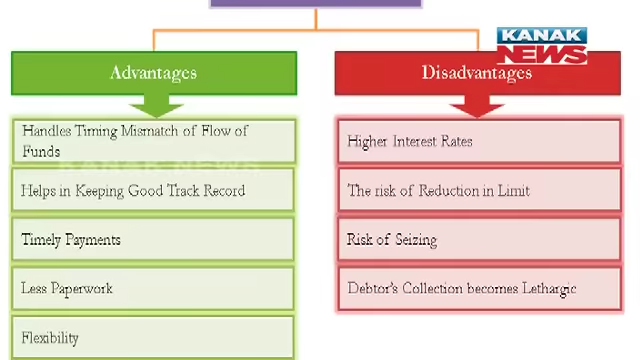 KANAK
NEWS
Advantages
Disadvantages
Handles Timing Mismatch of Flow of
Funds
KANAK NEWS
Helps in Keeping Good Track Record
Timely Payments
Less Paperwork
Flexibility
Higher Interest Rates
The risk of Reduction in Limit
Risk of Seizing
Debtor's Collection becomes Lethargic